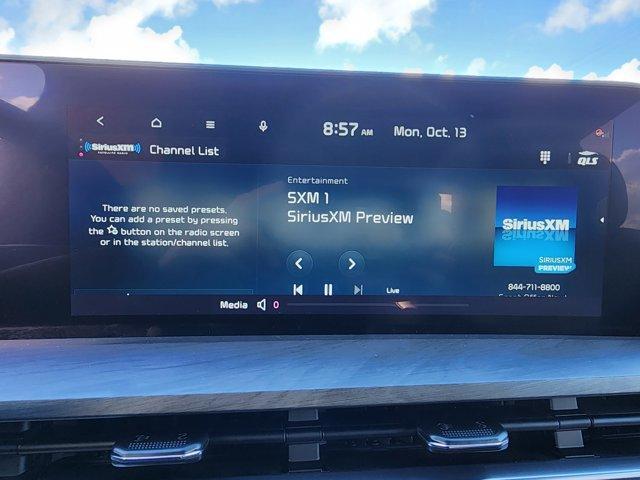 8:57 AM Mon, Oct. 13
SiriusXM Channel List
SATELLITE RADIO
QLS
There are no saved presets.
You can add a preset by pressing
the button on the radio screen
or in the station/channel list.
Entertainment
SXM 1
SiriusXM Preview
SiriusXM
SIRIUSXM
PREVIEW
Live
844-711-8800
Media 0